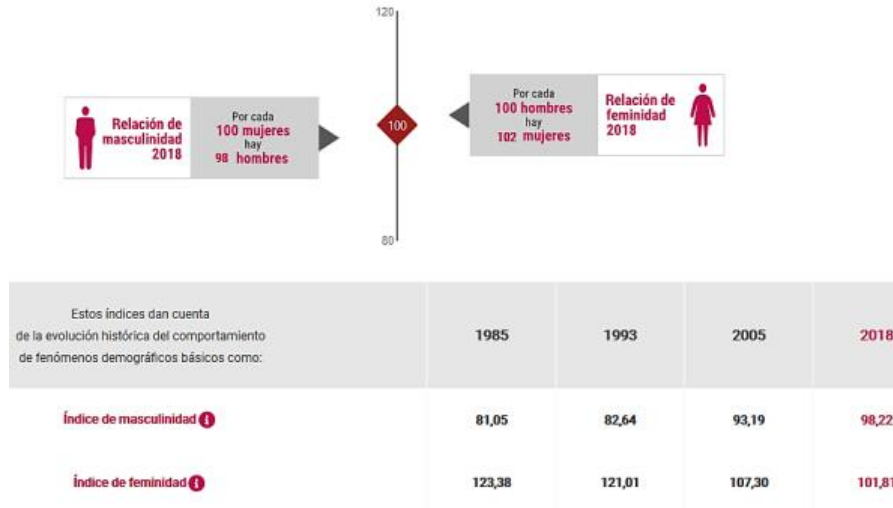 120
Relación de
masculinidad
2018
Por cada
100 mujeres
hay
98 hombres
100
Por cada
100 hombres
hay
102 mujeres
Relación de
feminidad
2018
80
Estos índices dan cuenta
de la evolución histórica del comportamiento
de fenómenos demográficos básicos como:
1985 1993 2005 2018
Índice de masculinidad 81,05 82,64 93,19 98,22
Índice de feminidad 123,38 121,01 107,30 101,81